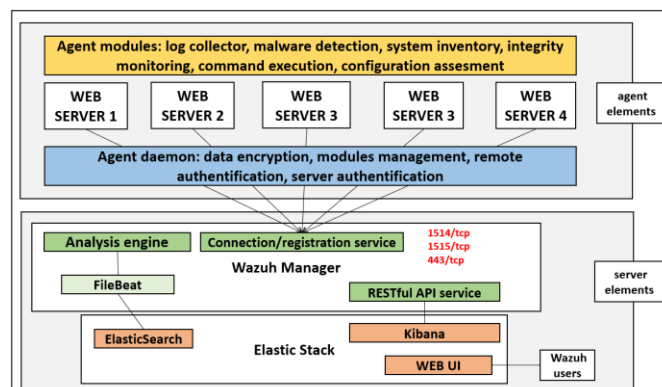 Agent modules: log collector, malware detection, system inventory, integrity
monitoring, command execution, configuration assesment
WEB
SERVER 1
WEB
SERVER 2
WEB
SERVER 3
WEB
SERVER 3
WEB
SERVER 4
agent
elements
Agent daemon: data encryption, modules management, remote
authentification, server authentification
Analysis engine
Connection/registration service
1514/tcp
1515/tcp
443/tcp
Wazuh Manager
FileBeat
RESTful API service
server
elements
ElasticSearch
Kibana
Elastic Stack
WEB UI
Wazuh
users